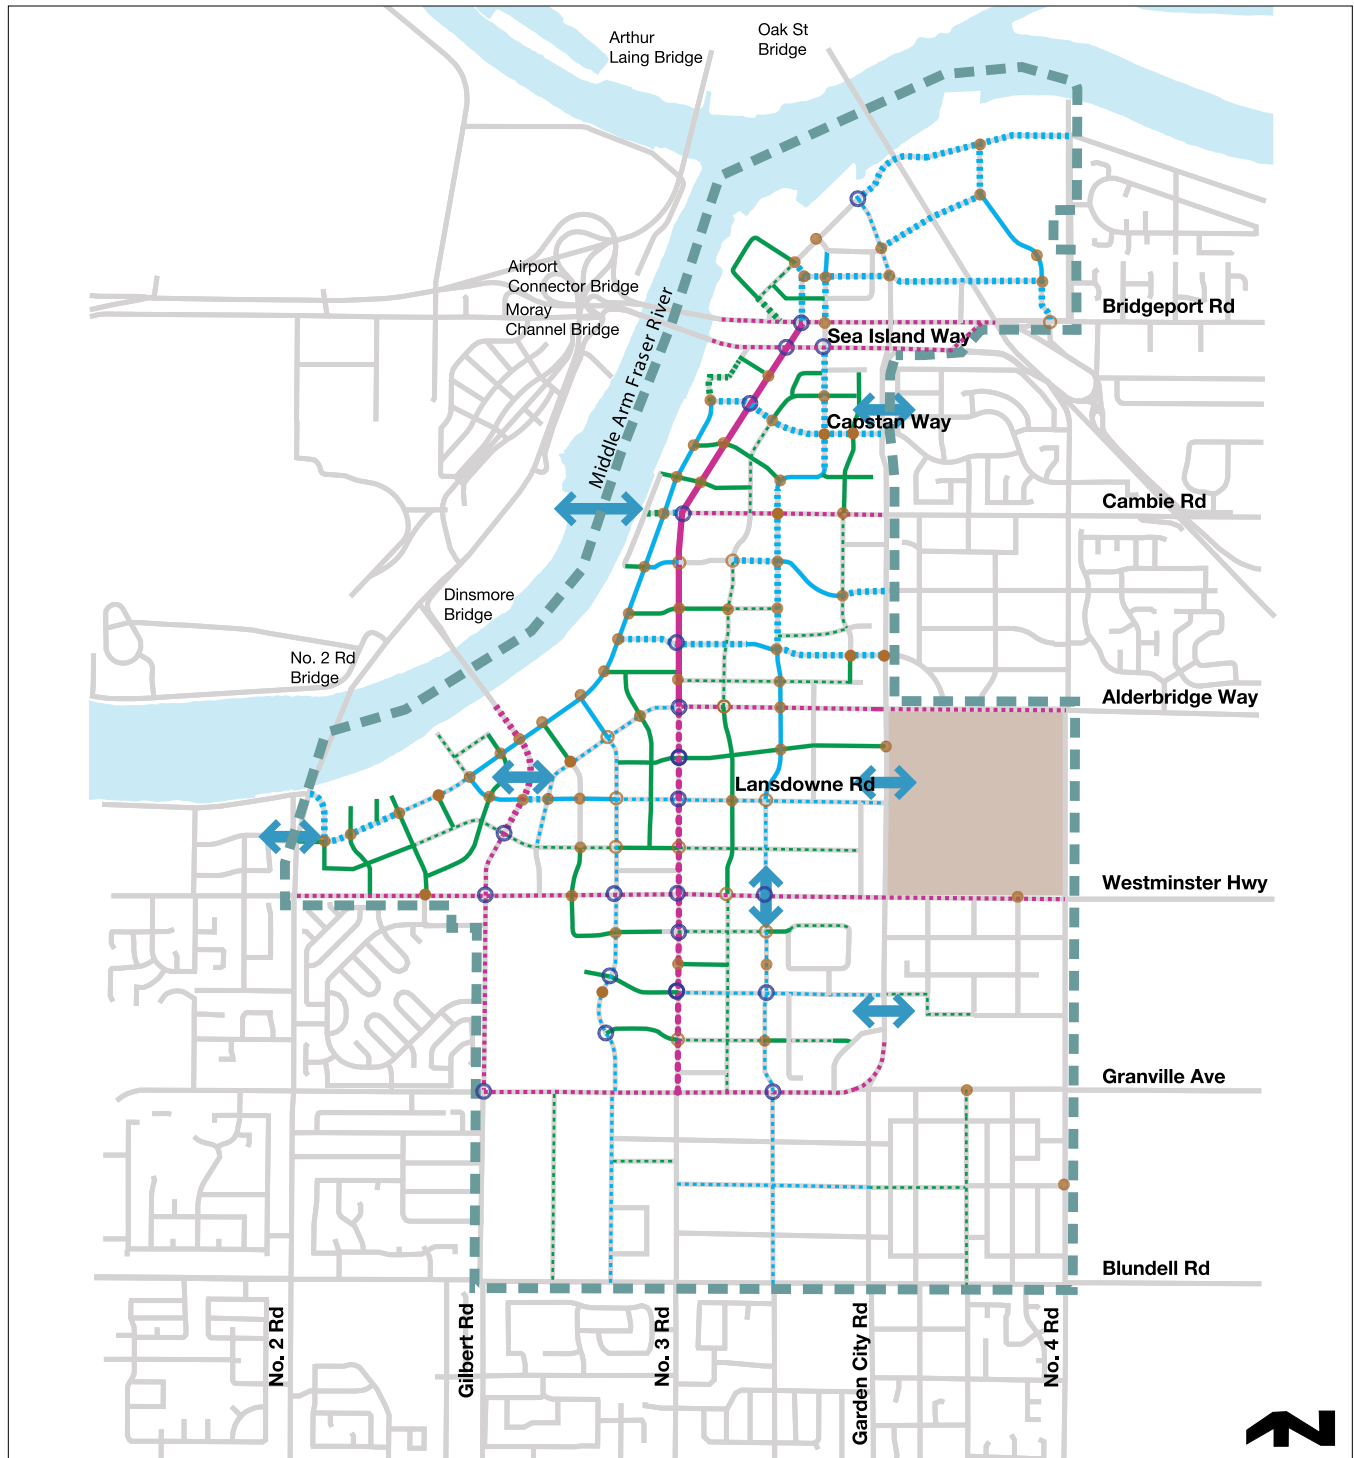 Arthur
Laing Bridge
Oak St
Bridge
Airport
Connector Bridge
Moray
Channel Bridge
Bridgeport Rd
Sea Island Way
Middle Arm Fraser River
Capstan Way
Cambie Rd
Dinsmore
Bridge
No. 2 Rd
Bridge
Alderbridge Way
Lansdowne Rd
Westminster Hwy
Granville Ave
Blundell Rd
No. 2 Rd
Gilbert Rd
No. 3 Rd
Garden City Rd
No. 4 Rd
N